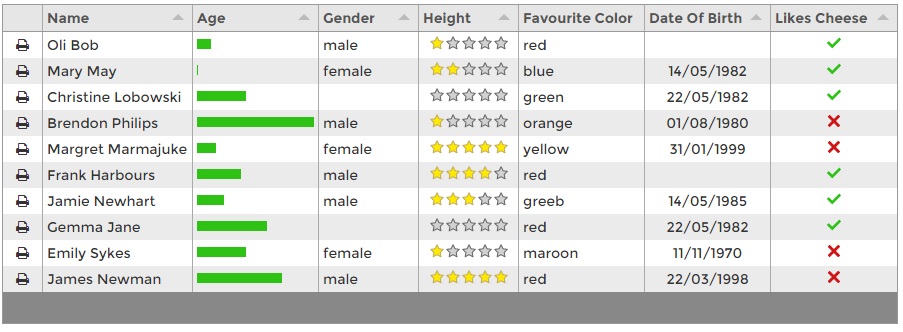 Name Age Gender Height Favourite Color Date Of Birth Likes Cheese
Oli Bob male red
Mary May female blue 14/05/1982
Christine Lobowski green 22/05/1982
Brendon Philips male orange 01/08/1980
Margret Marmajuke female yellow 31/01/1999
Frank Harbours male red
Jamie Newhart male greeb 14/05/1985
Gemma Jane red 22/05/1982
Emily Sykes female maroon 11/11/1970
James Newman male red 22/03/1998